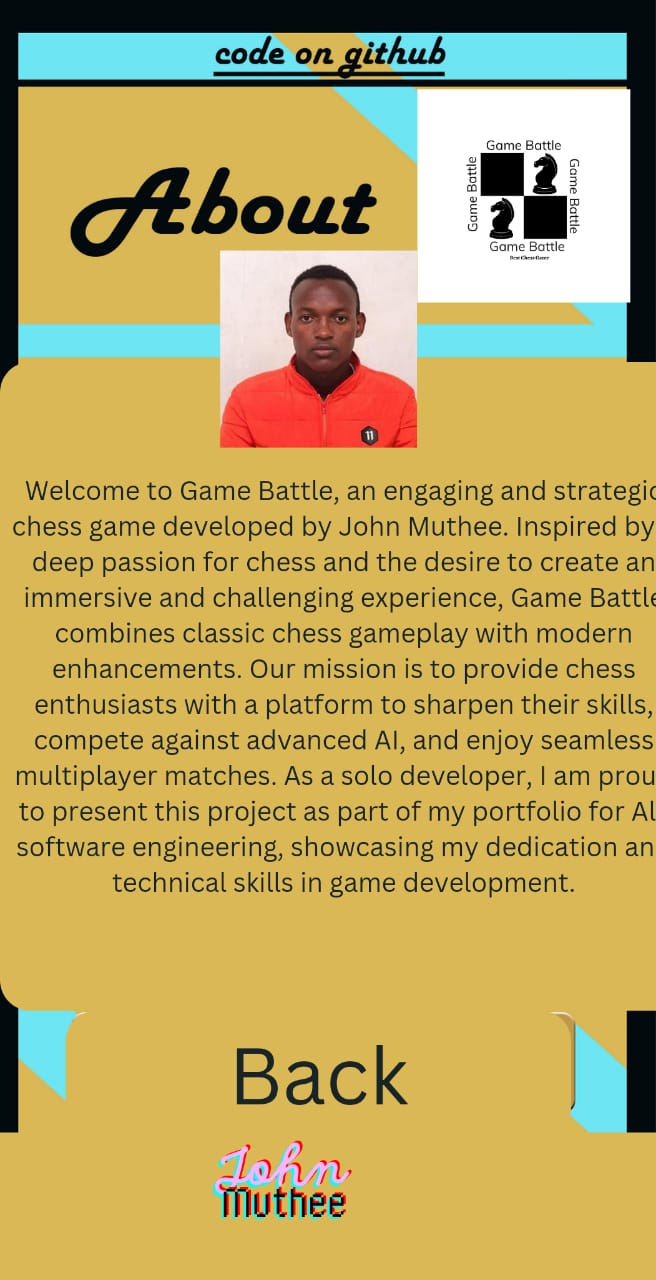 code on github
About
Game Battle
Game Battle
Game Battle
Game Battle
Best Chess Gamer
11
Welcome to Game Battle, an engaging and strategic
chess game developed by John Muthee. Inspired by
deep passion for chess and the desire to create an
immersive and challenging experience, Game Battle
combines classic chess gameplay with modern
enhancements. Our mission is to provide chess
enthusiasts with a platform to sharpen their skills,
compete against advanced AI, and enjoy seamless
multiplayer matches. As a solo developer, I am prou
to present this project as part of my portfolio for Al
software engineering, showcasing my dedication an
technical skills in game development.
Back
John
Muthee